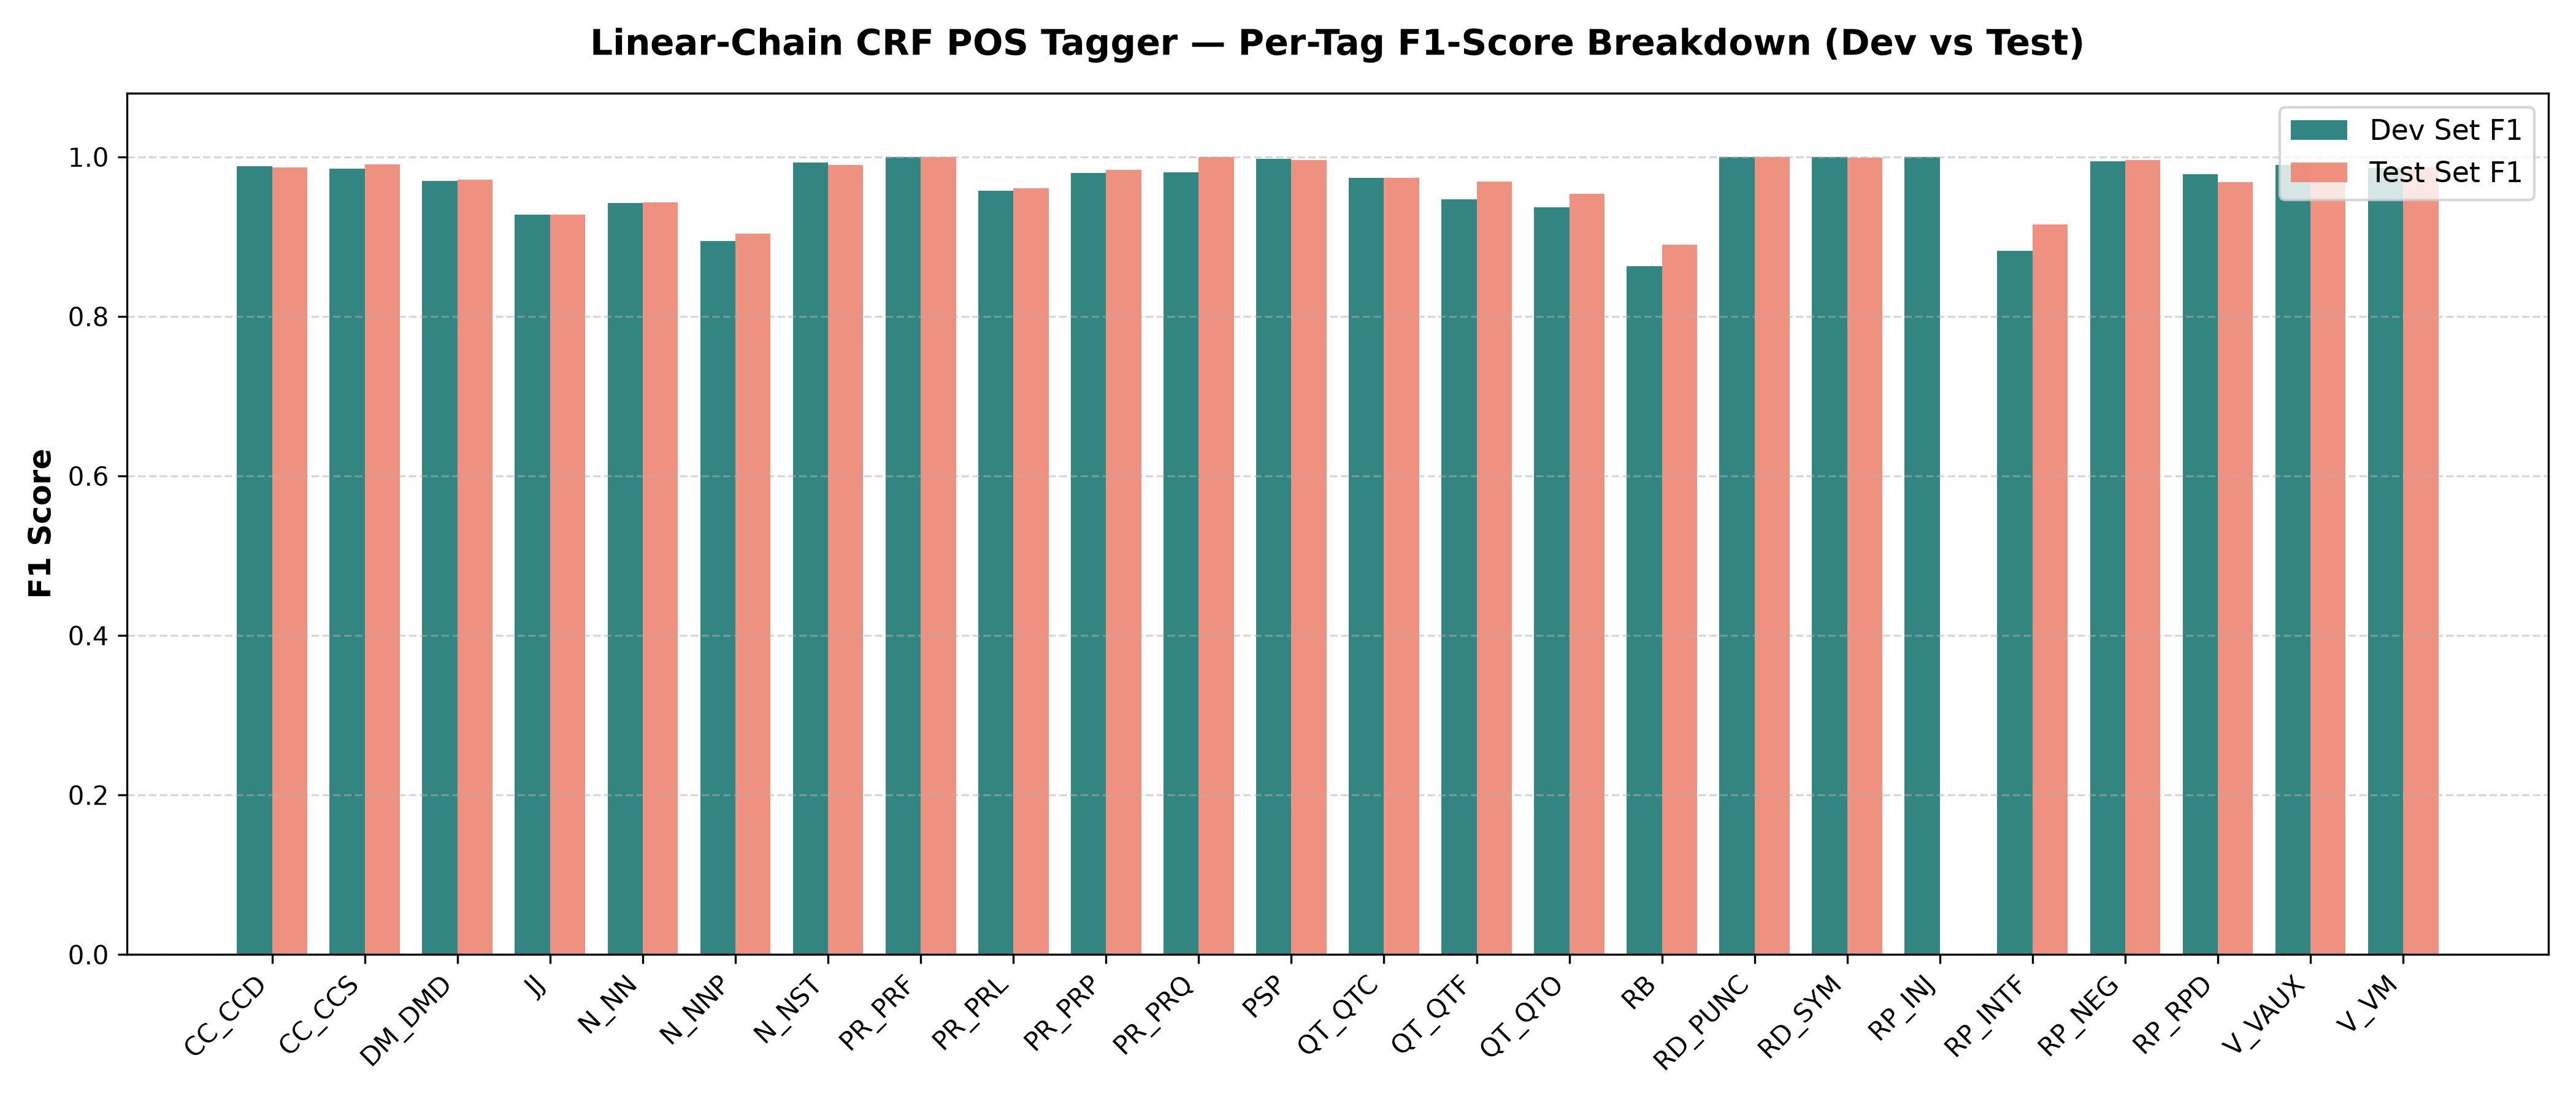 Linear-Chain CRF POS Tagger — Per-Tag F1-Score Breakdown (Dev vs Test)
Dev Set F1
Test Set F1
F1 Score
1.0
0.8
0.6
0.4
0.2
0.0
CC_CCD
CC_CCS
DM_DMD
JJ
N_NN
N_NNP
N_NST
PR_PRF
PR_PRL
PR_PRP
PR_PRQ
PSP
QT_QTC
QT_QTF
QT_QTO
RB
RD_PUNC
RD_SYM
RP_INJ
RP_INTF
RP_NEG
RP_RPD
V_VAUX
V_VM